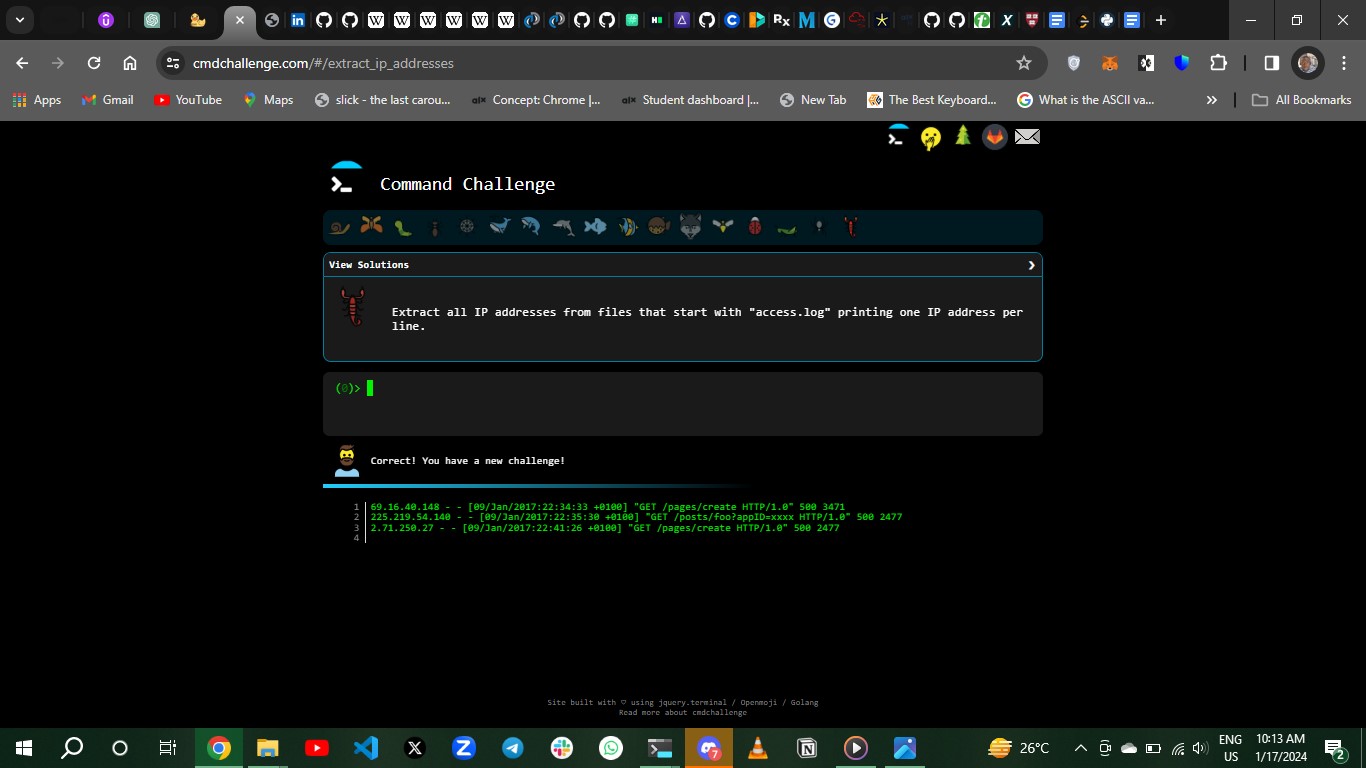 cmdchallenge.com/#/extract_ip_addresses
Apps Gmail YouTube Maps slick - the last carou... Concept: Chrome |... Student dashboard |... New Tab The Best Keyboard... What is the ASCII va... » All Bookmarks
Command Challenge
View Solutions
Extract all IP addresses from files that start with "access.log" printing one IP address per
line.
(0)>
Correct! You have a new challenge!
1 69.16.40.148 - - [09/Jan/2017:22:34:33 +0100] "GET /pages/create HTTP/1.0" 500 3471
2 225.219.54.140 - - [09/Jan/2017:22:35:30 +0100] "GET /posts/foo?appID=xxxx HTTP/1.0" 500 2477
3 2.71.250.27 - - [09/Jan/2017:22:41:26 +0100] "GET /pages/create HTTP/1.0" 500 2477
4
Site built with ♡ using jquery.terminal / Openmoji / Golang
Read more about cmdchallenge
26°C
ENG
US
10:13 AM
1/17/2024
2
7